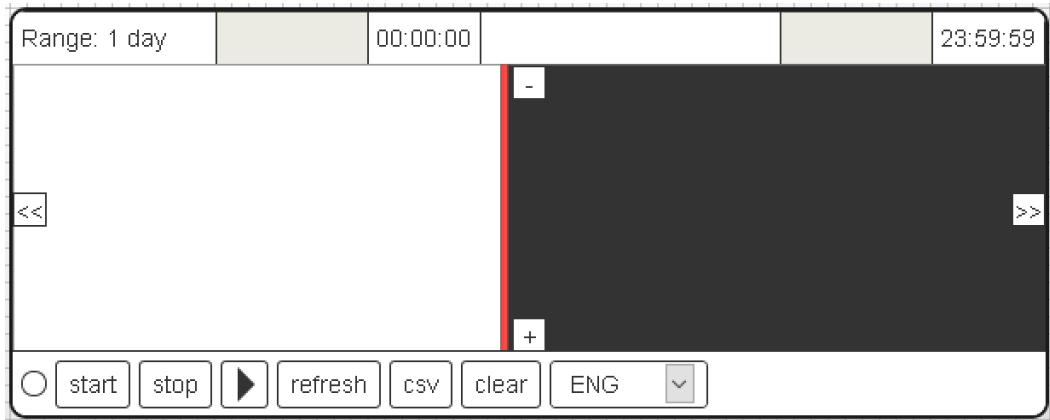 Range: 1 day 00:00:00 23:59:59
-
<< >>
+
start stop refresh csv clear ENG